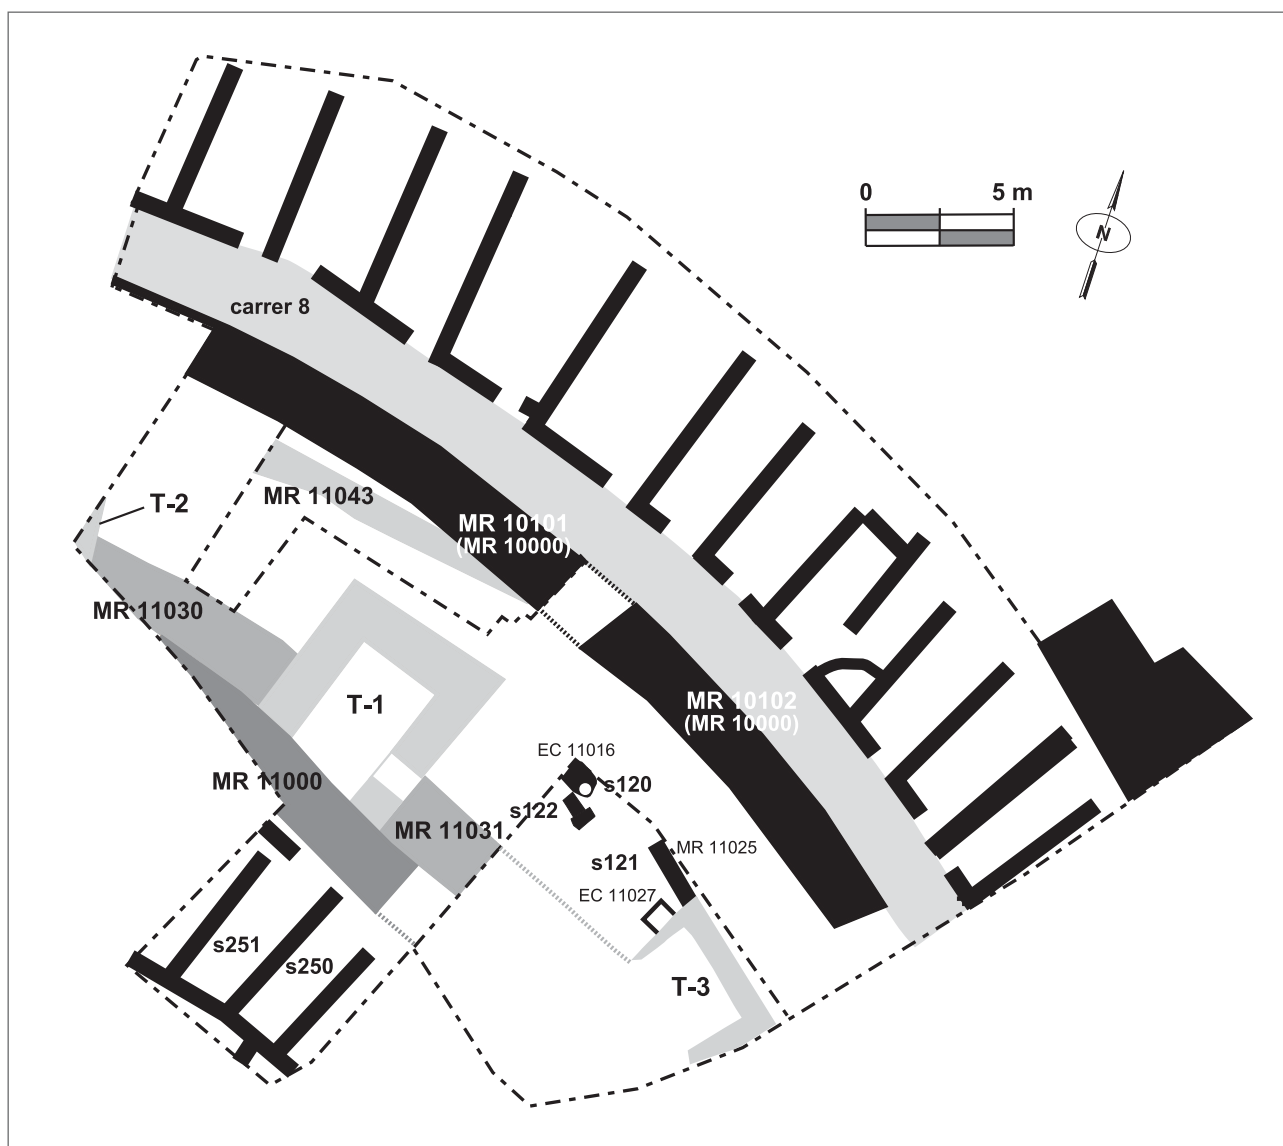 0 5 m
N
carrer 8
T-2
MR 11043
MR 10101
(MR 10000)
MR 11030
T-1
MR 10102
(MR 10000)
EC 11016
MR 11000
s120
s122
MR 11031
s121
MR 11025
EC 11027
s251
s250
T-3